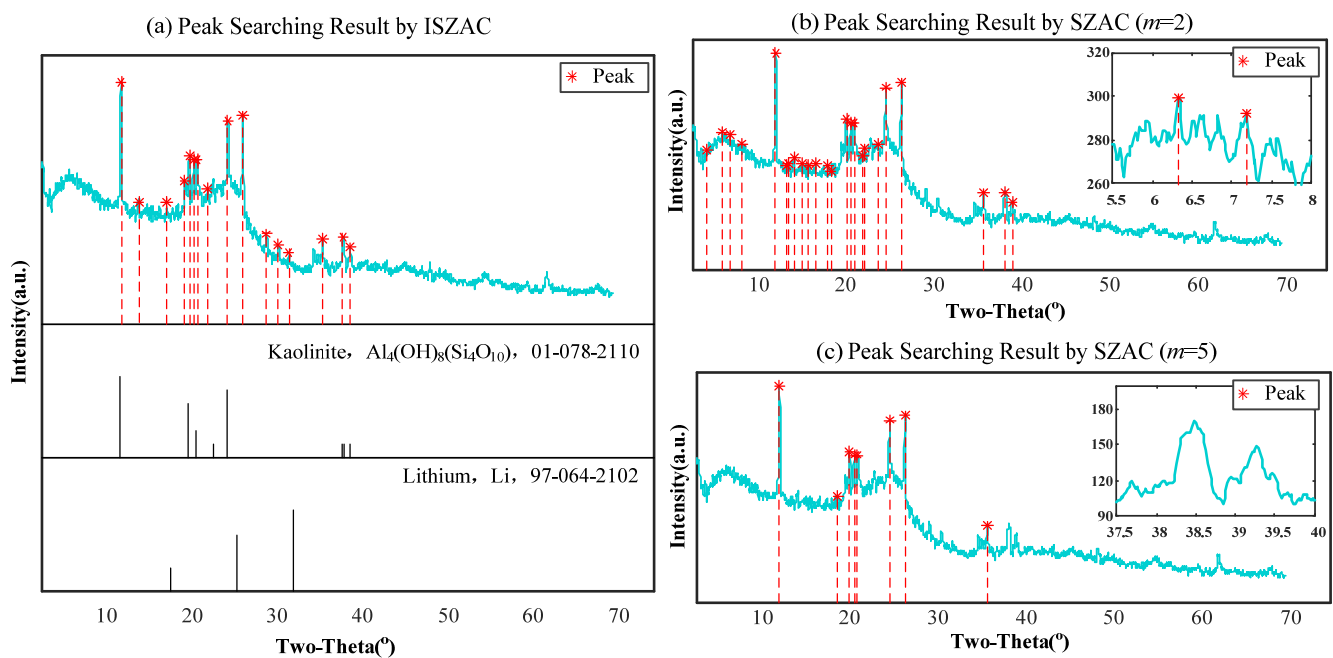 (a) Peak Searching Result by ISZAC
Peak
Intensity(a.u.)
Kaolinite, Al₄(OH)₈(Si₄O₁₀), 01-078-2110
Lithium, Li, 97-064-2102
10 20 30 40 50 60 70
Two-Theta(º)
(b) Peak Searching Result by SZAC (m=2)
Peak
320
300
280
260
5.5 6 6.5 7 7.5 8
Intensity(a.u.)
10 20 30 40 50 60 70
Two-Theta(º)
(c) Peak Searching Result by SZAC (m=5)
Peak
180
150
120
90
37.5 38 38.5 39 39.5 40
Intensity(a.u.)
10 20 30 40 50 60 70
Two-Theta(º)